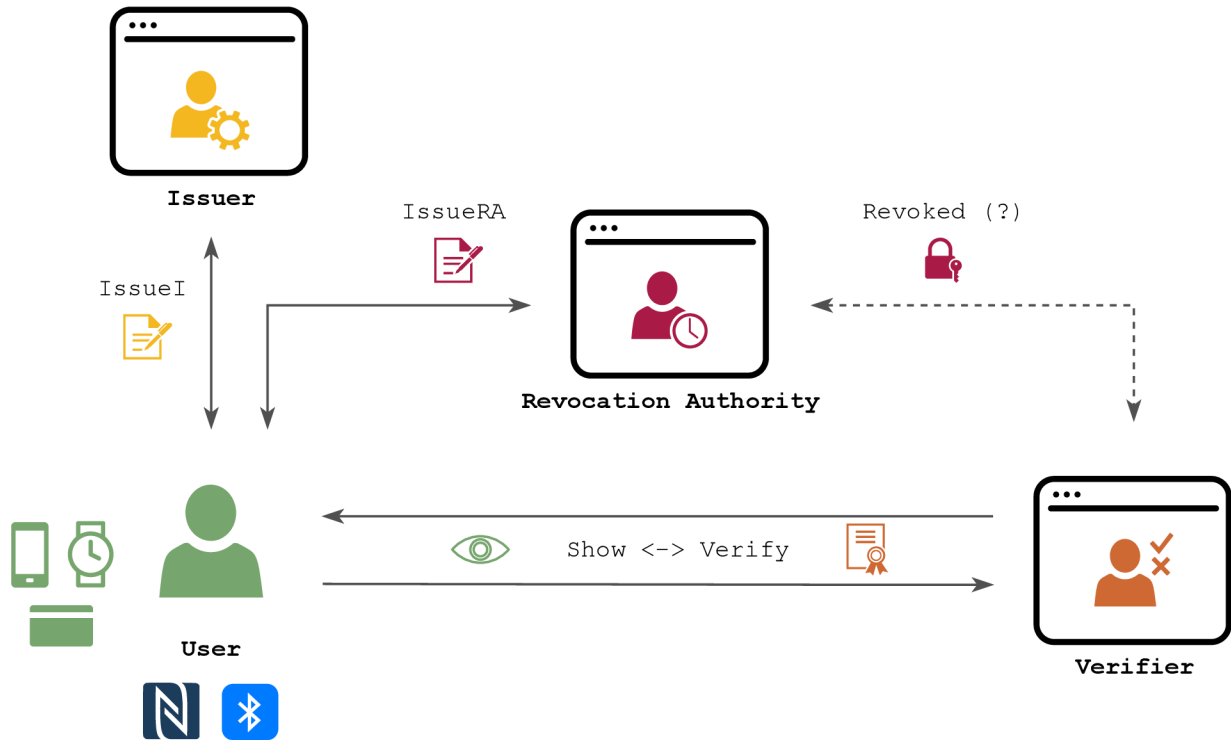 Issuer
IssueRA
Revoked (?)
IssueI
Revocation Authority
Show <-> Verify
User
Verifier